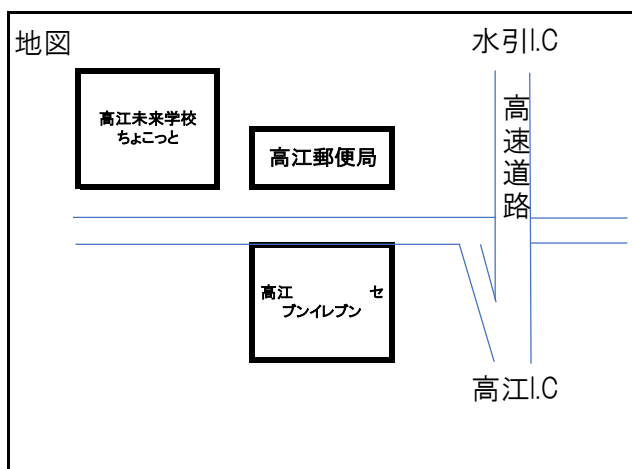 地図
水引I.C
高江未来学校
ちょこっと
高速道路
高江郵便局
高江　　　　　セ
ブンイレブン
高江I.C